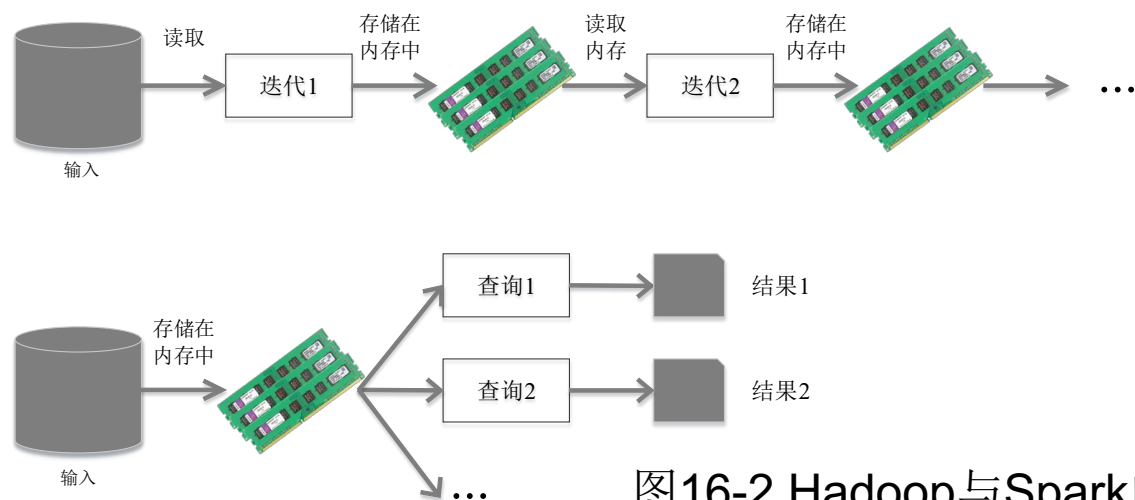 读取
存储在
内存中
读取
内存
存储在
内存中
迭代1
迭代2
...
输入
查询1
结果1
存储在
内存中
查询2
结果2
输入
...
图16-2 Hadoop与Spark